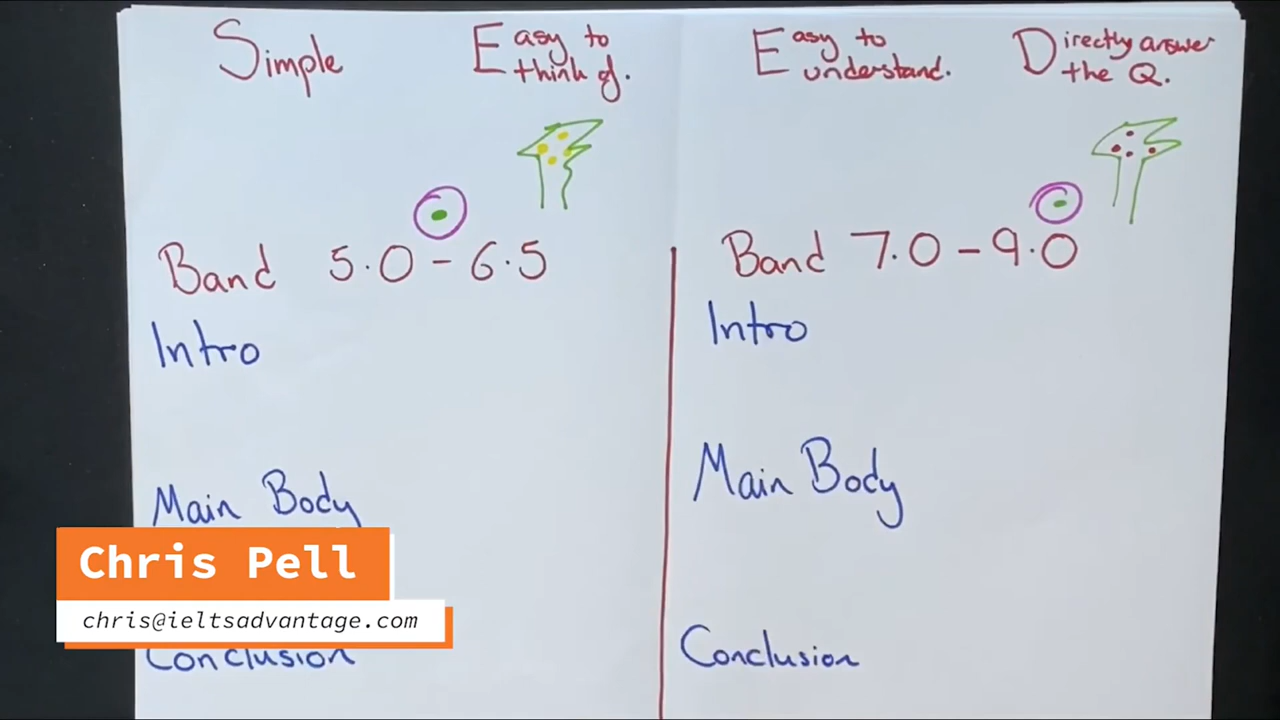 Simple
Easy to
think of.
Easy to
understand.
Directly answer
the Q.
Band 5.0 - 6.5
Intro
Main Body
Conclusion
Band 7.0 - 9.0
Intro
Main Body
Conclusion
Chris Pell
chris@ieltsadvantage.com